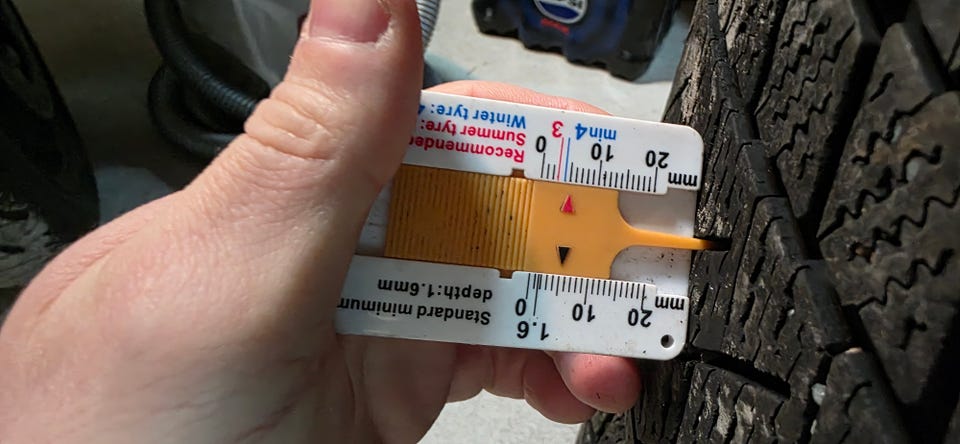 1.6
mm 20 10 0
Standard minimum
depth:1.6mm
mm 20 10 0
min4 3
Summer tyre:
Winter tyre: 4